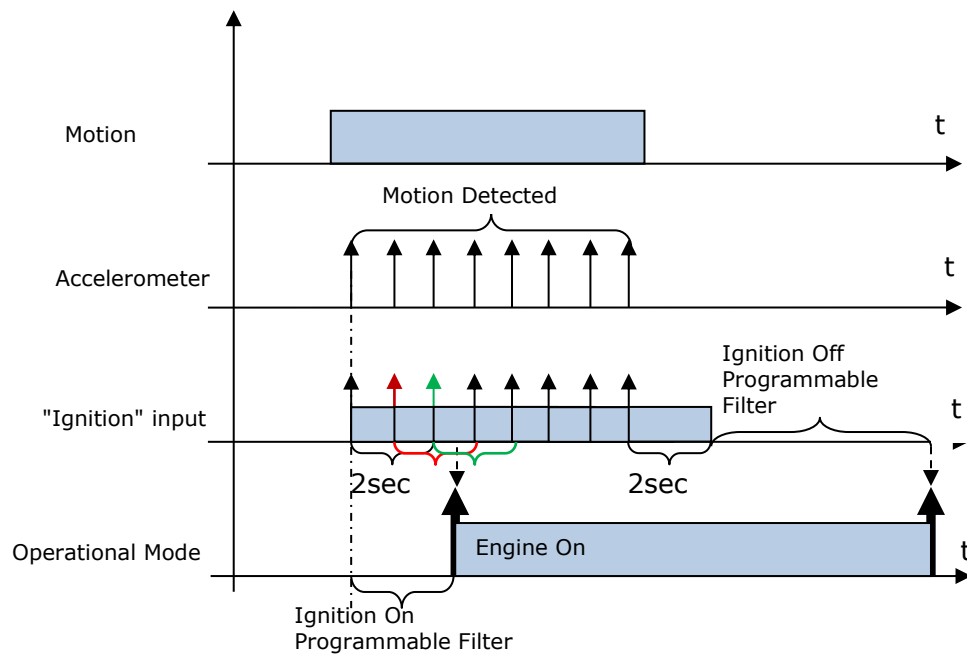 t
Motion
Motion Detected
t
Accelerometer
Ignition Off
Programmable
Filter
t
"Ignition" input
2sec
2sec
t
Operational Mode
Engine On
Ignition On
Programmable Filter